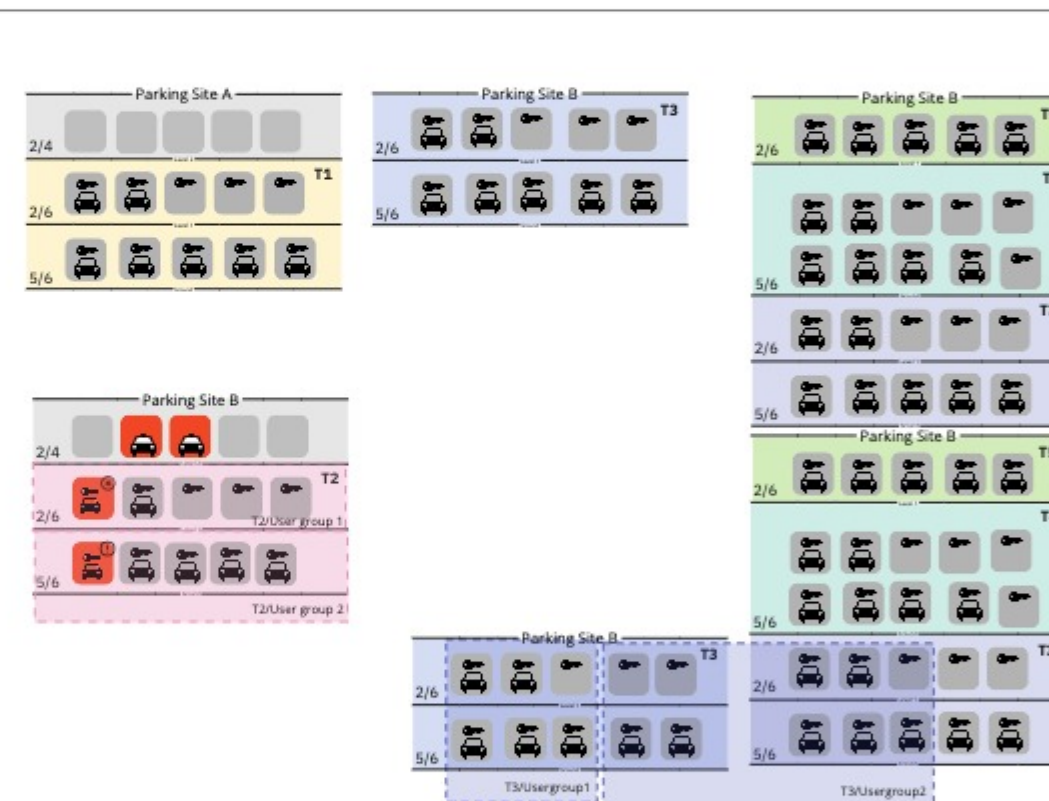 Parking Site A
2/4
T1
2/6
5/6
Parking Site B
T3
2/6
5/6
Parking Site B
2/6
5/6
2/6
5/6
Parking Site B
2/4
T2
2/6
T2/User group 1
5/6
T2/User group 2
Parking Site B
2/6
5/6
2/6
5/6
Parking Site B
T3
2/6
5/6
T3/Usergroup1
T3/Usergroup2